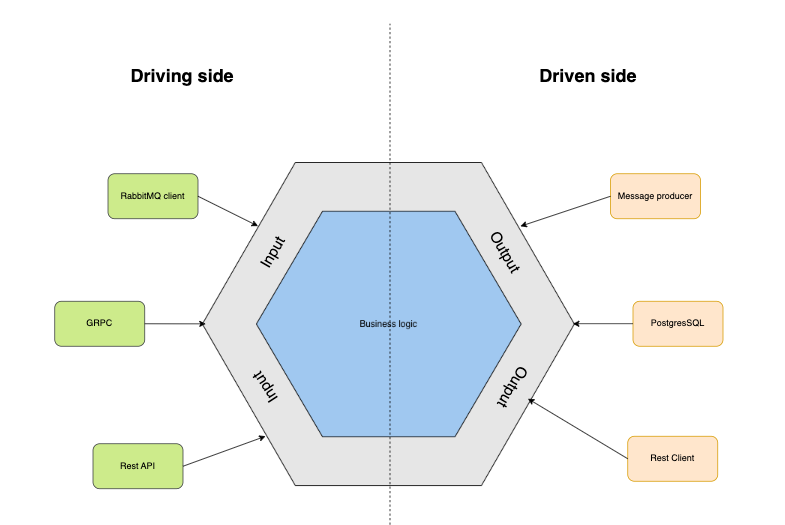 Driving side
Driven side
RabbitMQ client
Message producer
Input
Output
GRPC
Business logic
PostgresSQL
Input
Output
Rest API
Rest Client